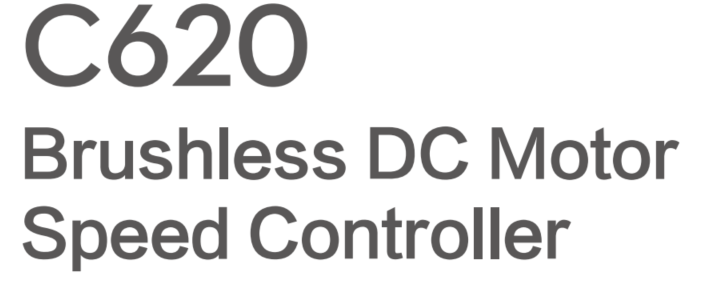 C620
Brushless DC Motor
Speed Controller